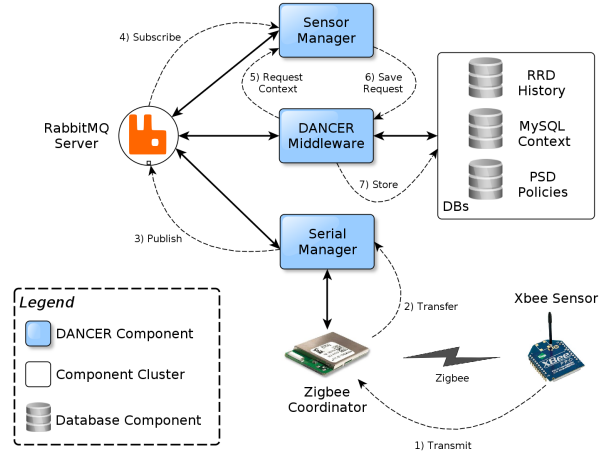 4) Subscribe
Sensor
Manager
5) Request
Context
6) Save
Request
RRD
History
RabbitMQ
Server
DANCER
Middleware
MySQL
Context
7) Store
PSD
Policies
DBs
3) Publish
Serial
Manager
2) Transfer
Xbee Sensor
XBee
Zigbee
Zigbee
Coordinator
1) Transmit
Legend
DANCER Component
Component Cluster
Database Component